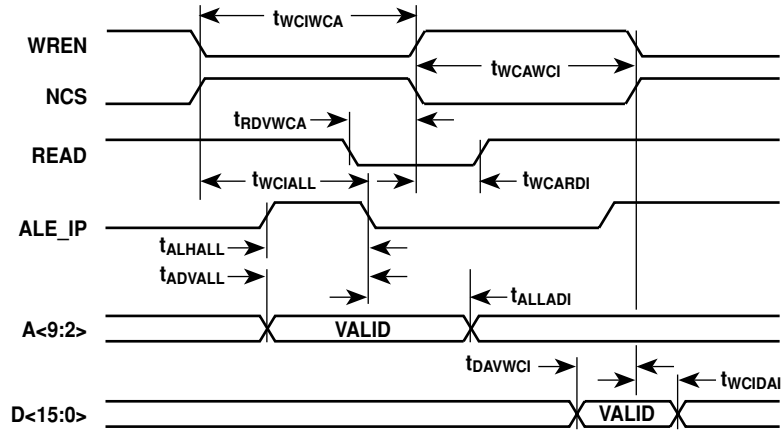 tWCIWCA
WREN
tWCAWCI
NCS
tRDVWCA
READ
tWCIALL
tWCARDI
ALE_IP
tALHALL
tADVALL
tALLADI
A<9:2>
VALID
tDAVWCI
tWCIDAI
D<15:0>
VALID